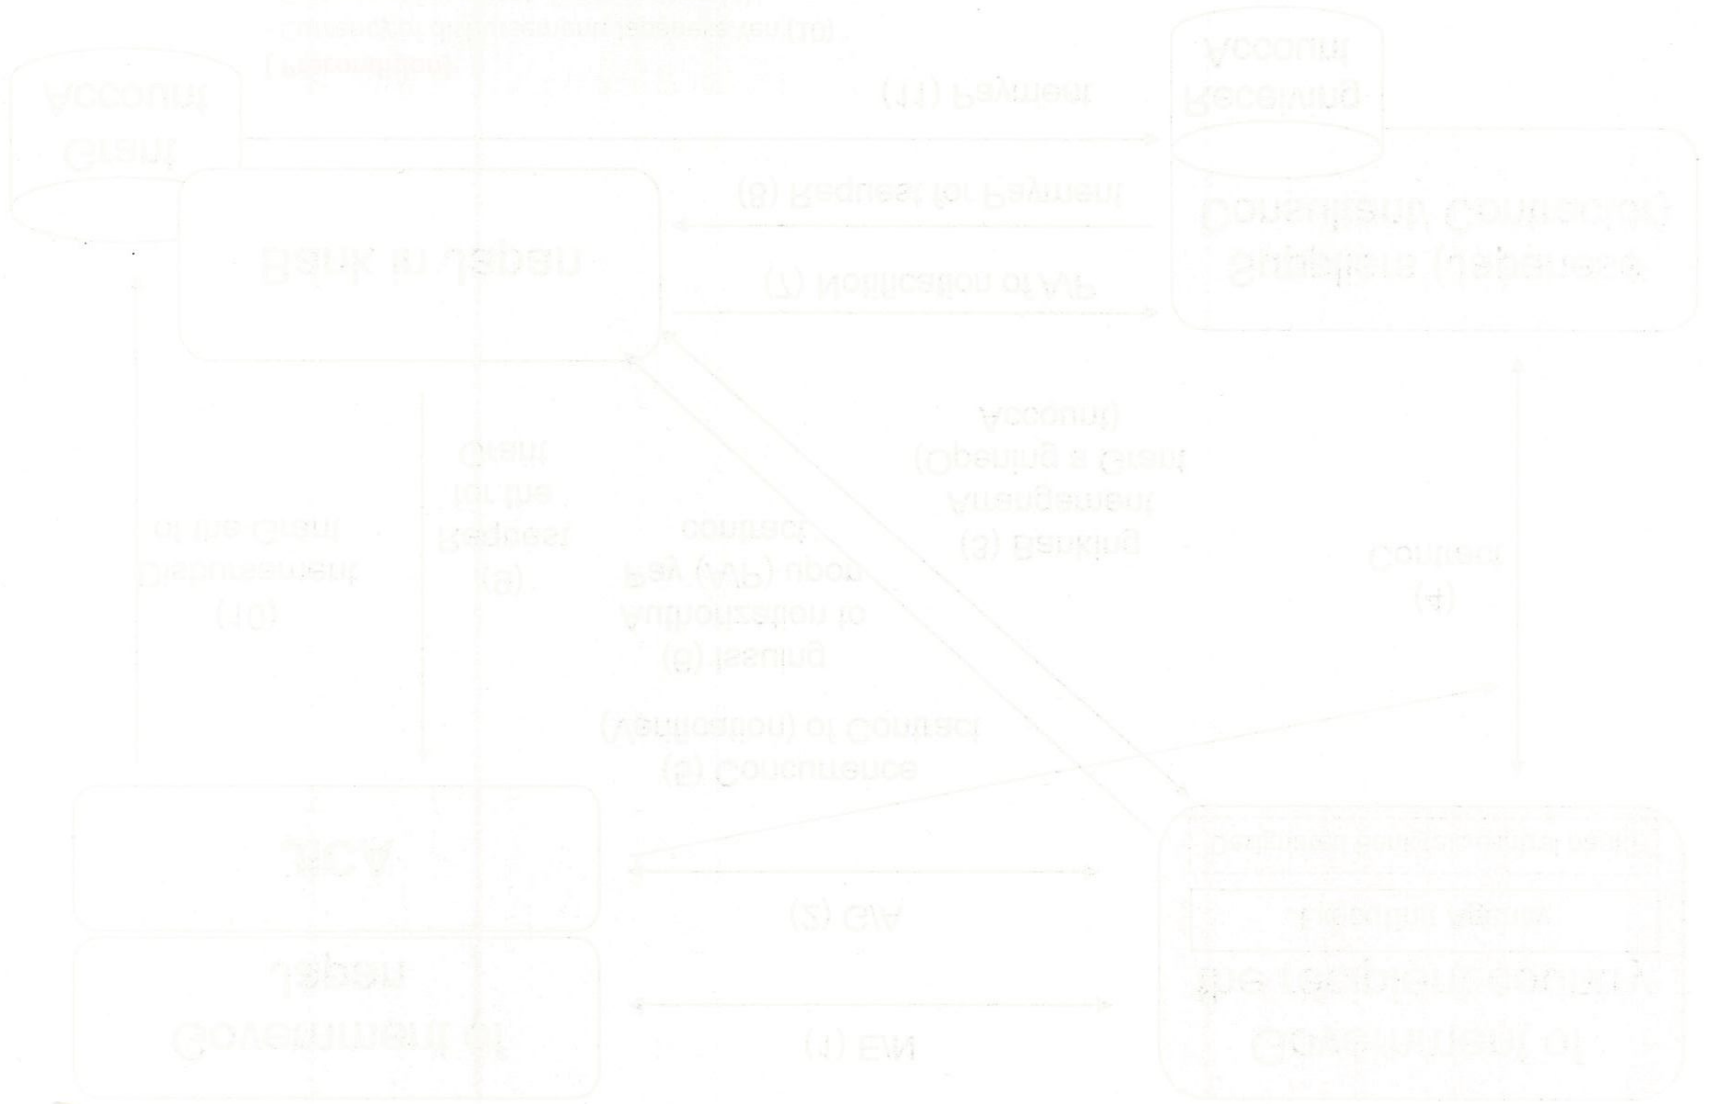 Government of
Japan
(1) E/N
Government of
the recipient country
Executing agency
(2) G/A
JICA
(5) Concurrence
(Verification) of Contract
(6) Issuing
Authorization to
Pay (A/P) upon
contract
(10)
Disbursement
of the Grant
(9)
Request
for the
Grant
(3) Banking
Arrangement
(Opening a Grant
Account)
(4)
Contract
Bank in Japan
(7) Notification of A/P
(8) Request for Payment
(11) Payment
Suppliers (Japanese
Consultant/ Contractor)
Grant
Account
Receiving
Account
(Precondition)